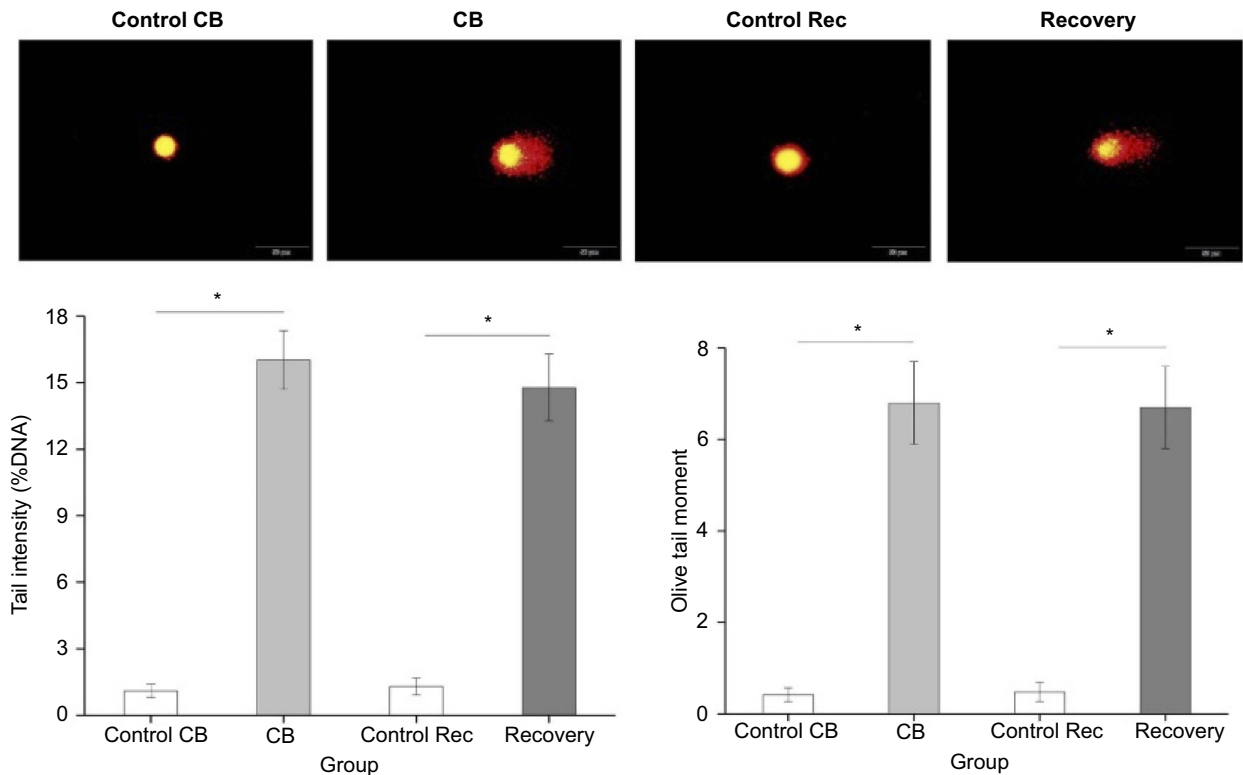 Control CB
CB
Control Rec
Recovery
*
*
18
15
12
9
6
3
0
Tail intensity (%DNA)
Control CB
CB
Control Rec
Recovery
Group
*
*
8
6
4
2
0
Olive tail moment
Control CB
CB
Control Rec
Recovery
Group